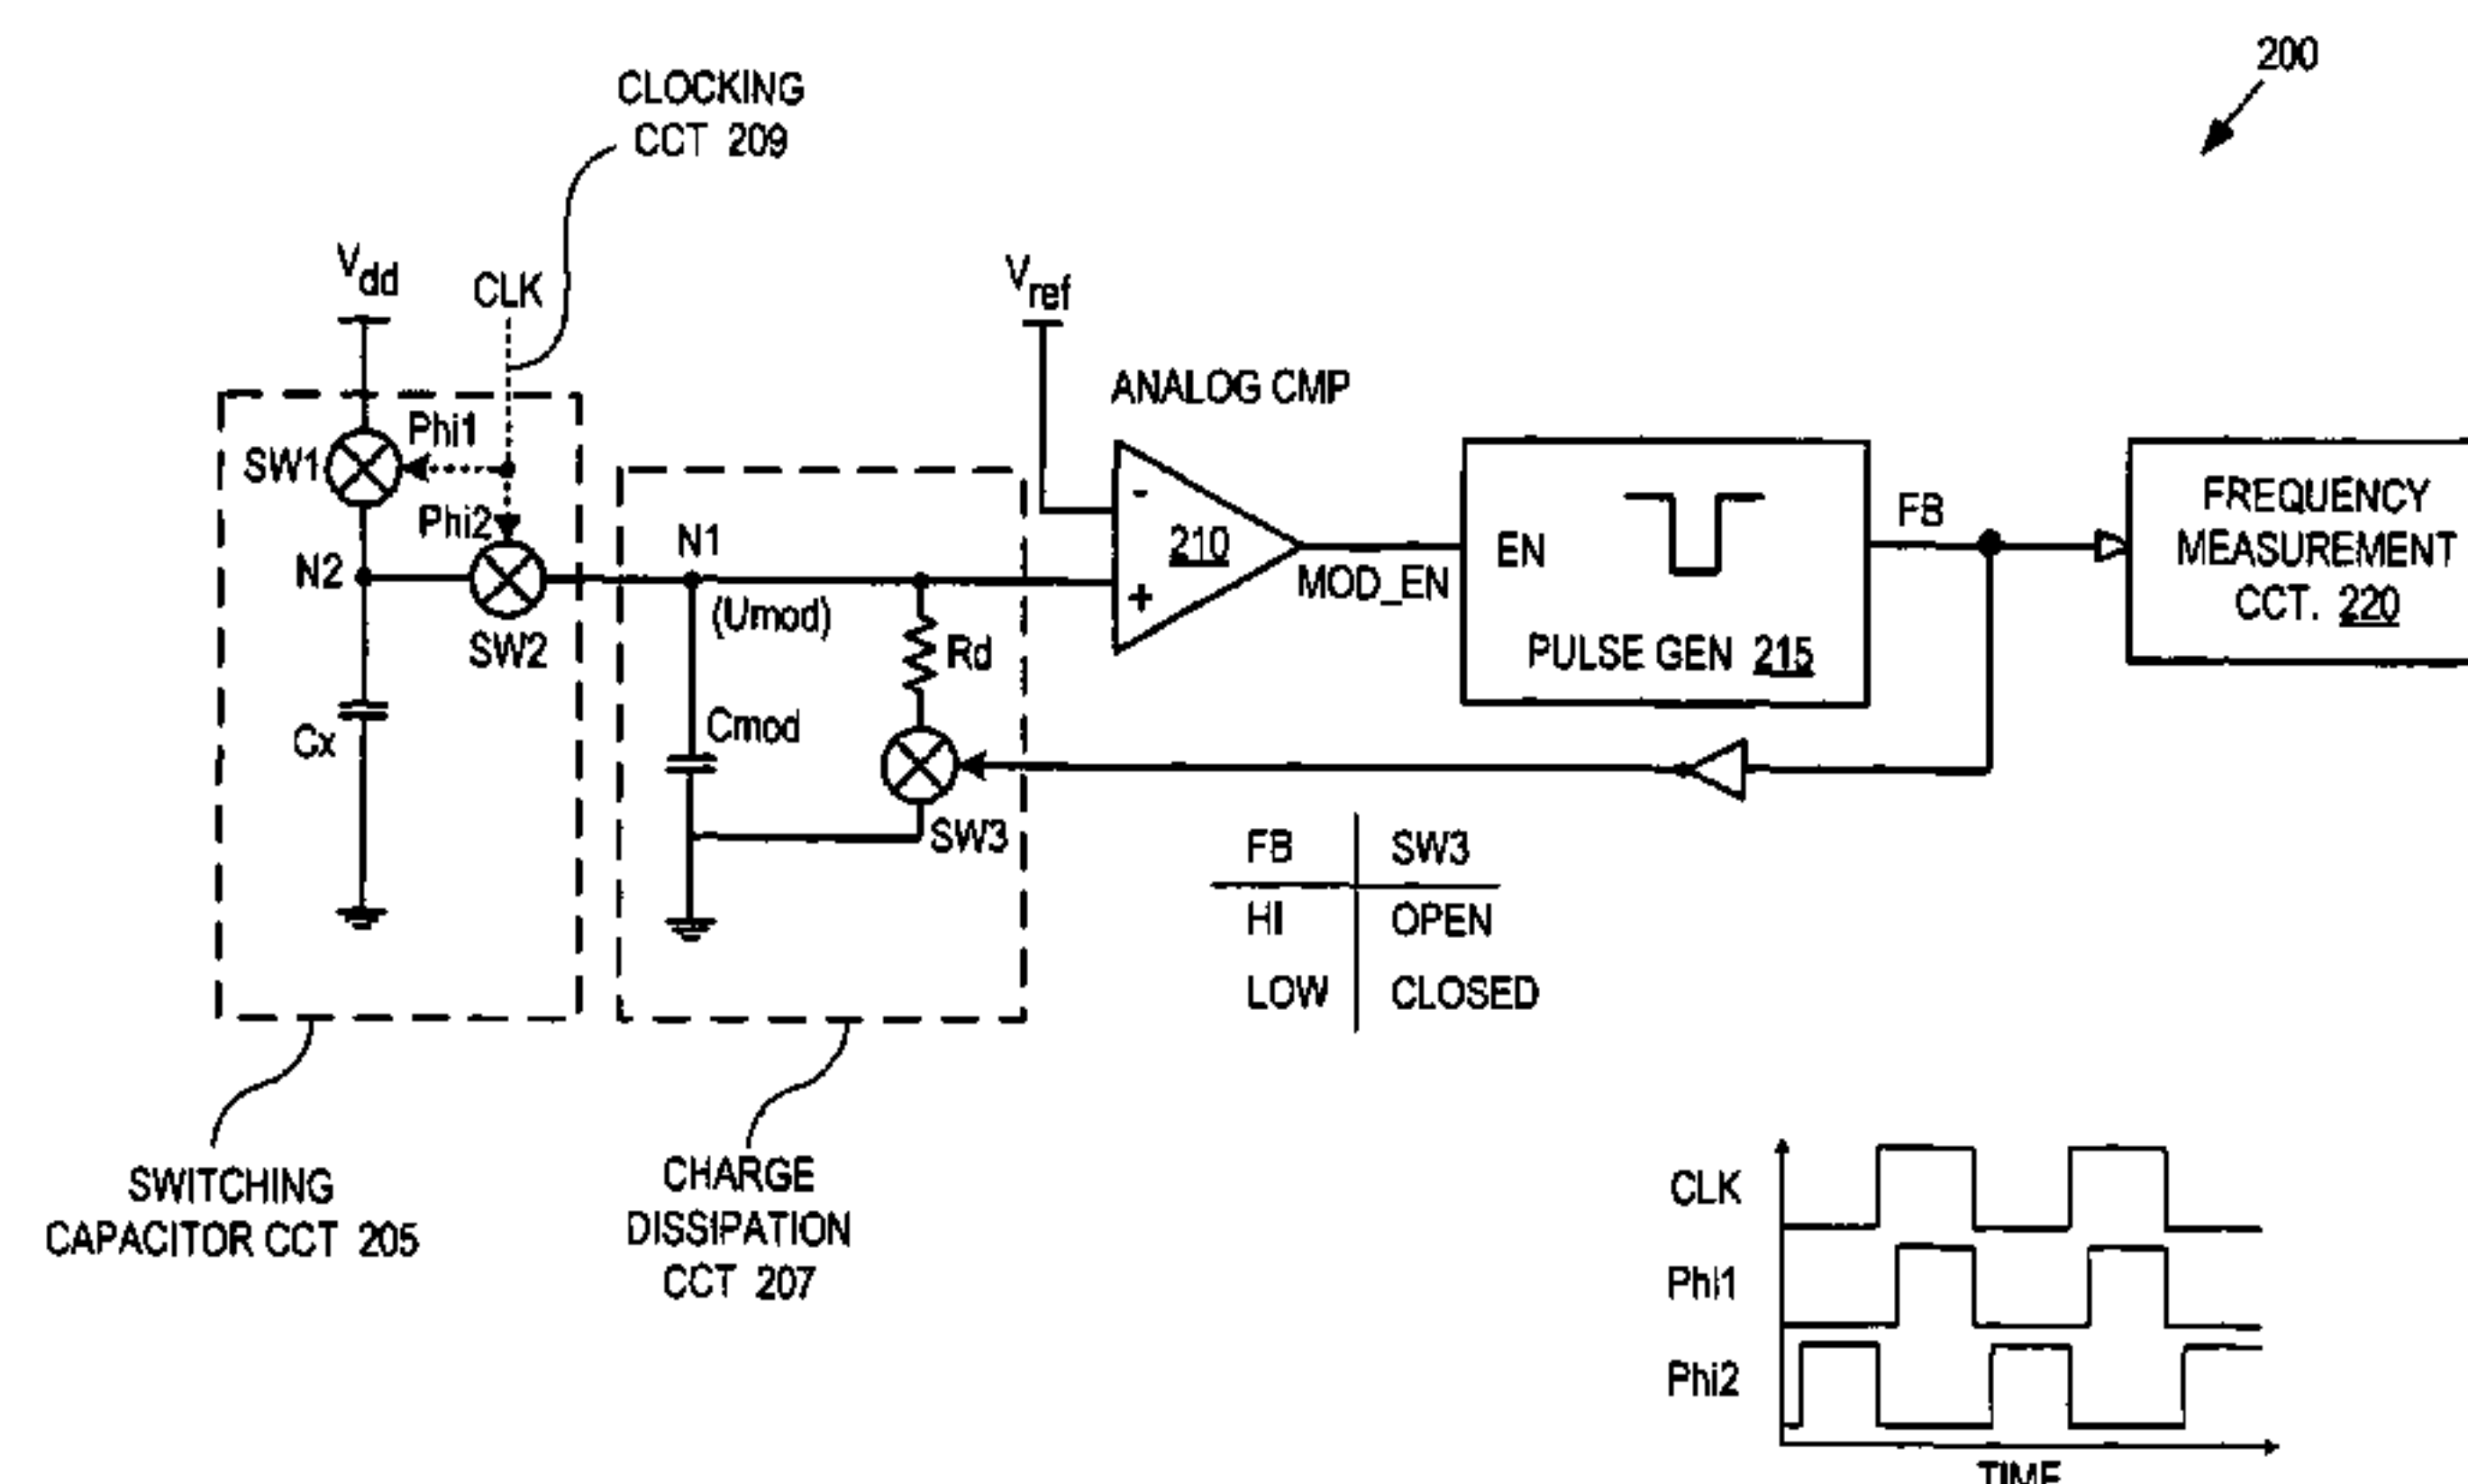 200
CLOCKING
CCT 209
Vdd
CLK
Vref
ANALOG CMP
Phi1
SW1
Phi2
N2
SW2
N1
(Umod)
Rd
Cx
Cmod
SW3
-
+
210
MOD_EN
EN
PULSE GEN 215
FB
FREQUENCY
MEASUREMENT
CCT. 220
FB SW3
HI OPEN
LOW CLOSED
SWITCHING
CAPACITOR CCT 205
CHARGE
DISSIPATION
CCT 207
CLK
Phi1
Phi2
TIME